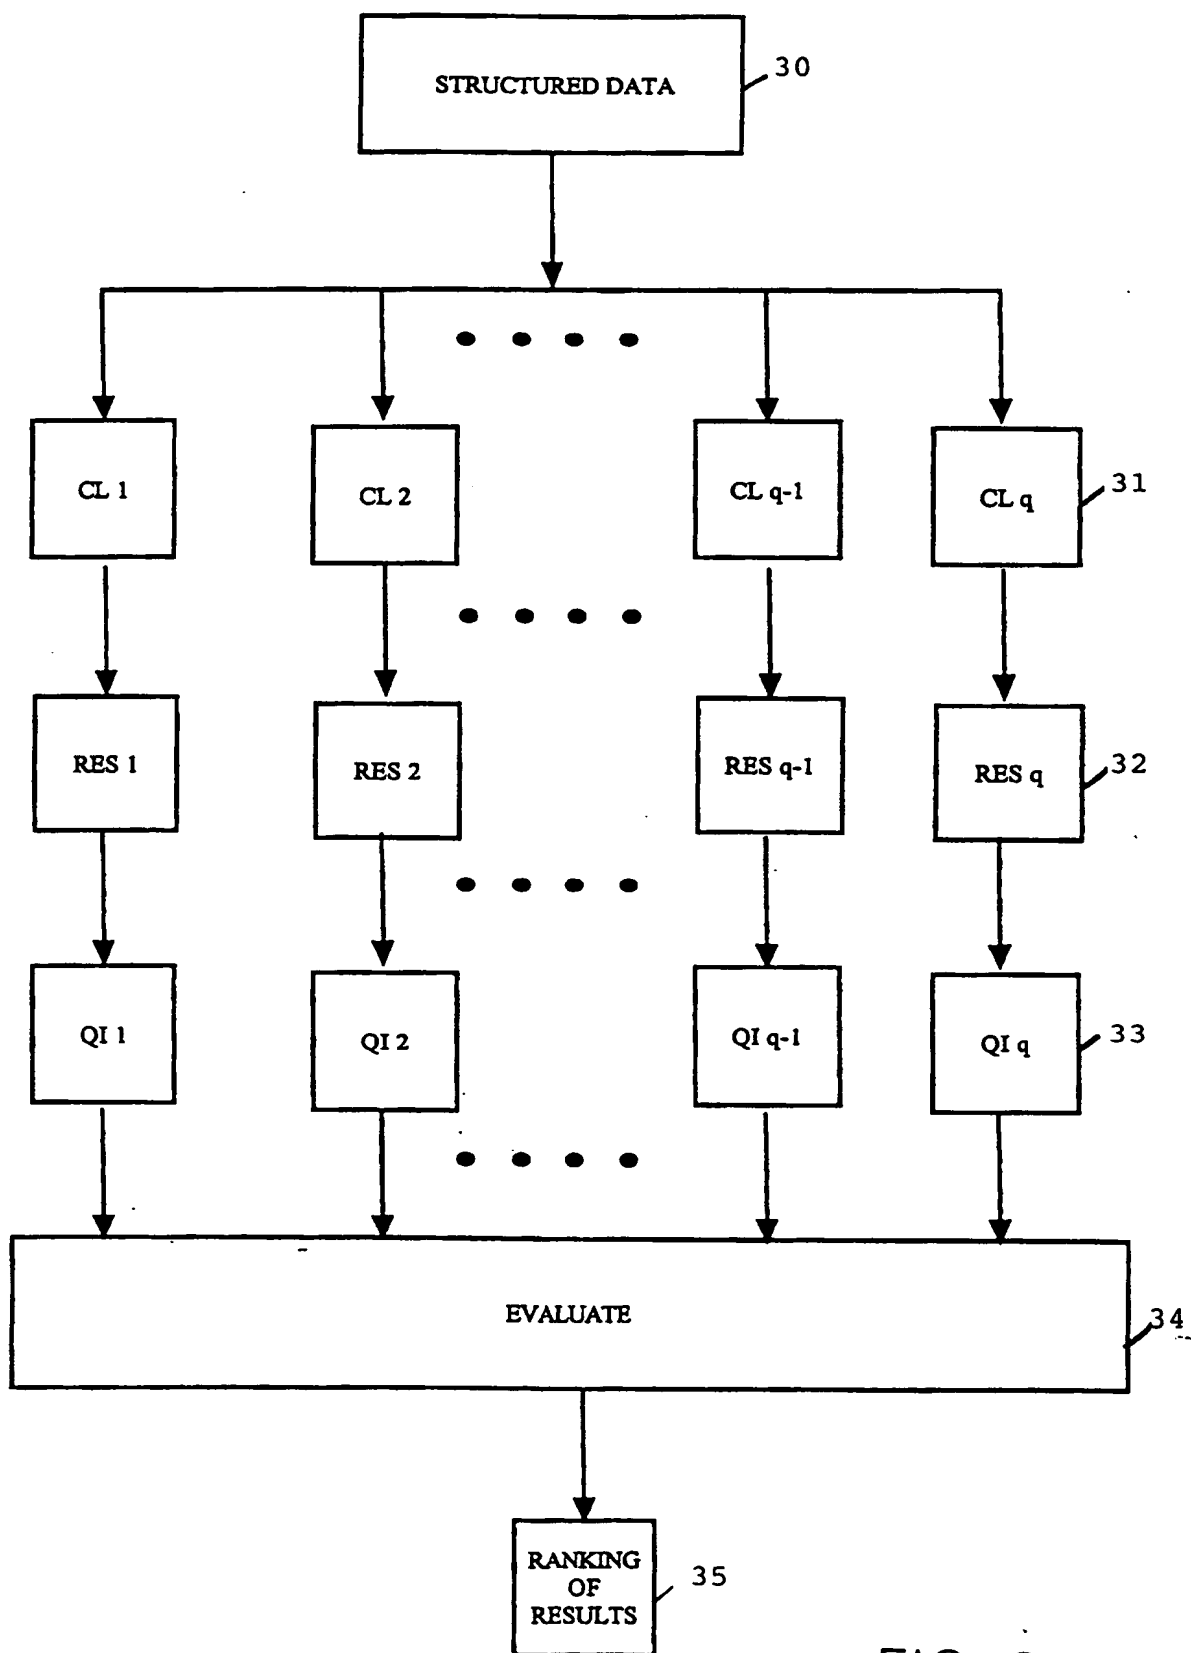 STRUCTURED DATA
30
CL 1
CL 2
CL q-1
CL q
31
RES 1
RES 2
RES q-1
RES q
32
QI 1
QI 2
QI q-1
QI q
33
EVALUATE
34
RANKING
OF
RESULTS
35